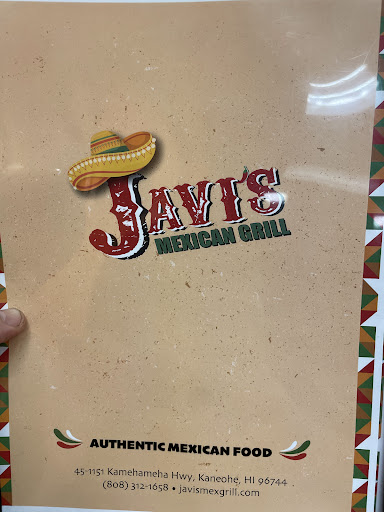 JAVI'S
MEXICAN GRILL
AUTHENTIC MEXICAN FOOD
45-1151 Kamehameha Hwy, Kaneohe, HI 96744
(808) 312-1658 • javismexgrill.com